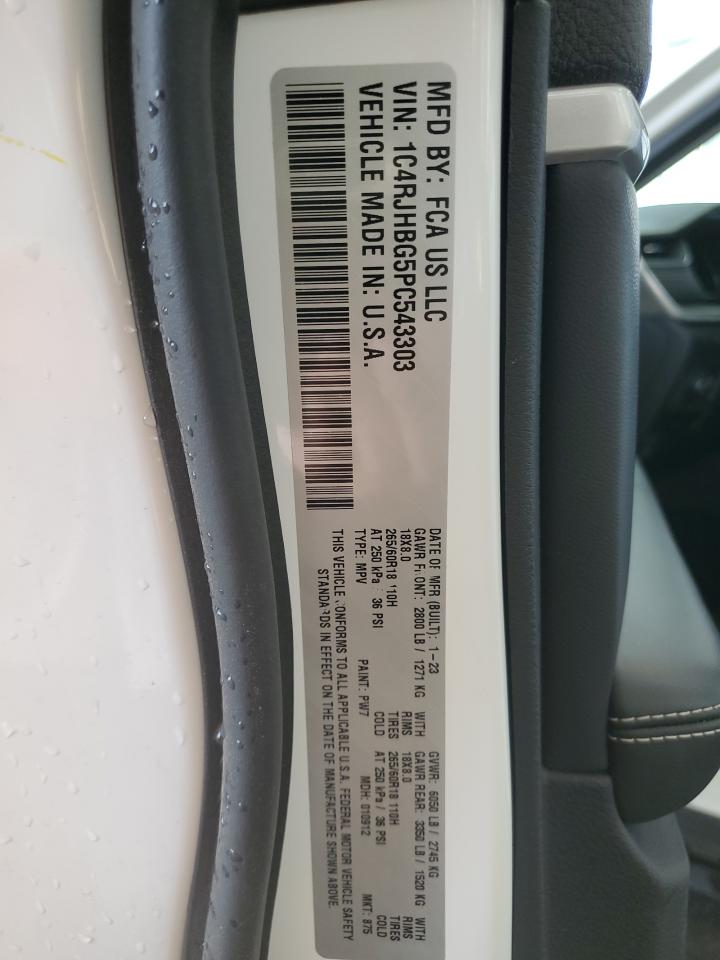 MFD BY: FCA US LLC
VIN: 1C4RJHBG5PC543303
VEHICLE MADE IN: U.S.A.
DATE OF MFR (BUILT): 1-23 GVWR: 6050 LB / 2745 KG
GAWR FRONT: 2800 LB / 1271 KG WITH GAWR REAR: 3350 LB / 1520 KG WITH
18X8.0 RIMS 18X8.0 RIMS
265/60R18 110H TIRES 265/60R18 110H TIRES
AT 250 kPa / 36 PSI COLD AT 250 kPa / 36 PSI COLD
TYPE: MPV PAINT: PW7 MDH: 010912 MKT: 875
THIS VEHICLE CONFORMS TO ALL APPLICABLE U.S.A. FEDERAL MOTOR VEHICLE SAFETY
STANDARDS IN EFFECT ON THE DATE OF MANUFACTURE SHOWN ABOVE.